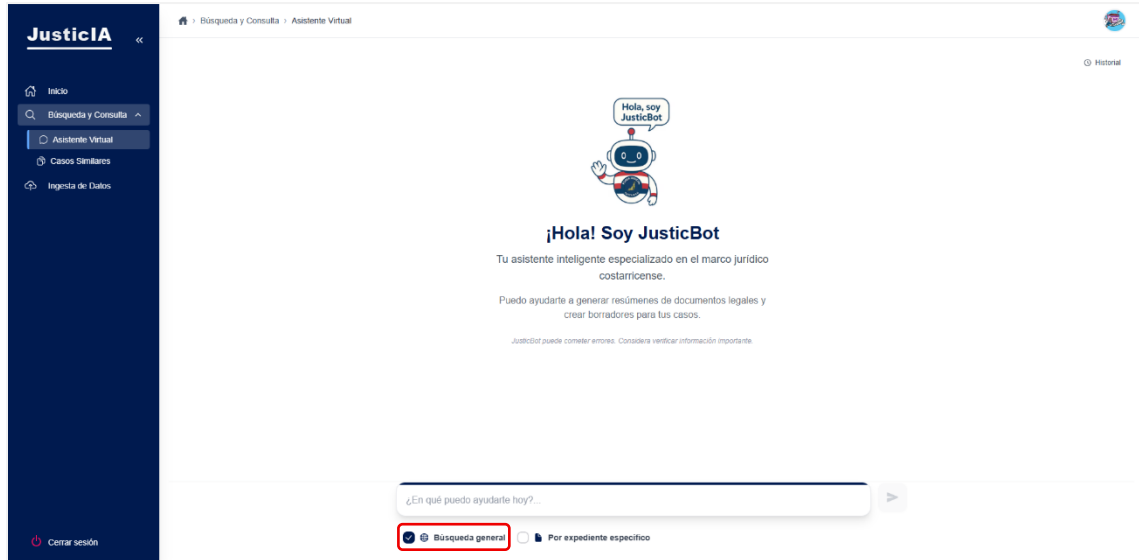 JusticIA «
Inicio
Búsqueda y Consulta
Asistente Virtual
Casos Similares
Ingesta de Datos
Cerrar sesión
> Búsqueda y Consulta > Asistente Virtual
Historial
Hola, soy
JusticBot
¡Hola! Soy JusticBot
Tu asistente inteligente especializado en el marco jurídico
costarricense.
Puedo ayudarte a generar resúmenes de documentos legales y
crear borradores para tus casos.
JusticBot puede cometer errores. Considera verificar información importante.
¿En qué puedo ayudarte hoy?...
Búsqueda general Por expediente específico